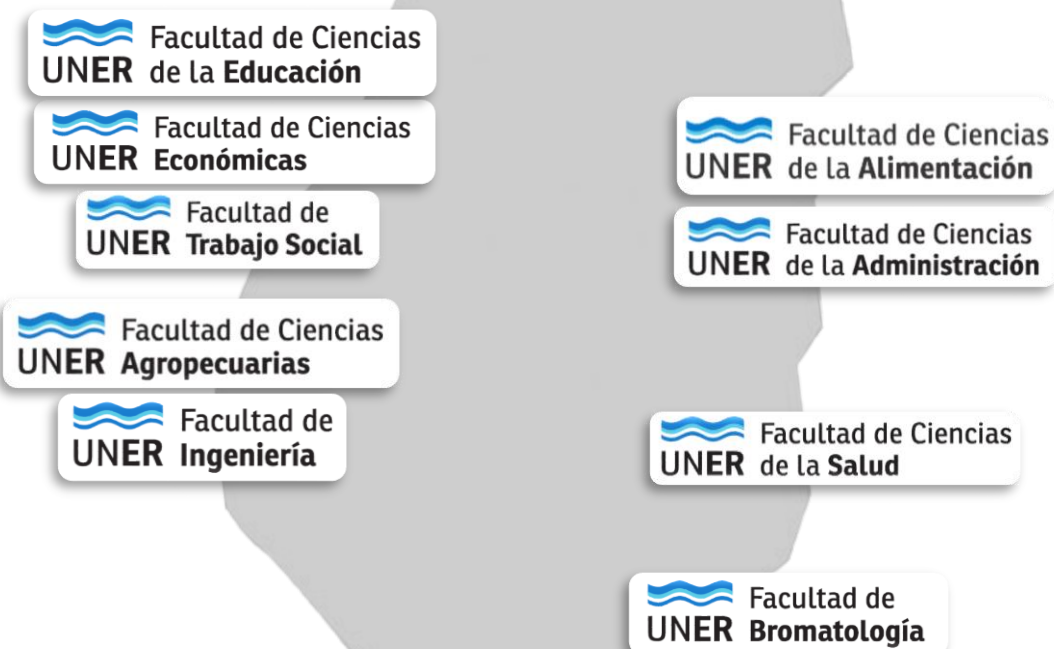 Facultad de Ciencias
UNER de la Educación
Facultad de Ciencias
UNER Económicas
Facultad de
UNER Trabajo Social
Facultad de Ciencias
UNER Agropecuarias
Facultad de
UNER Ingeniería
Facultad de Ciencias
UNER de la Alimentación
Facultad de Ciencias
UNER de la Administración
Facultad de Ciencias
UNER de la Salud
Facultad de
UNER Bromatología